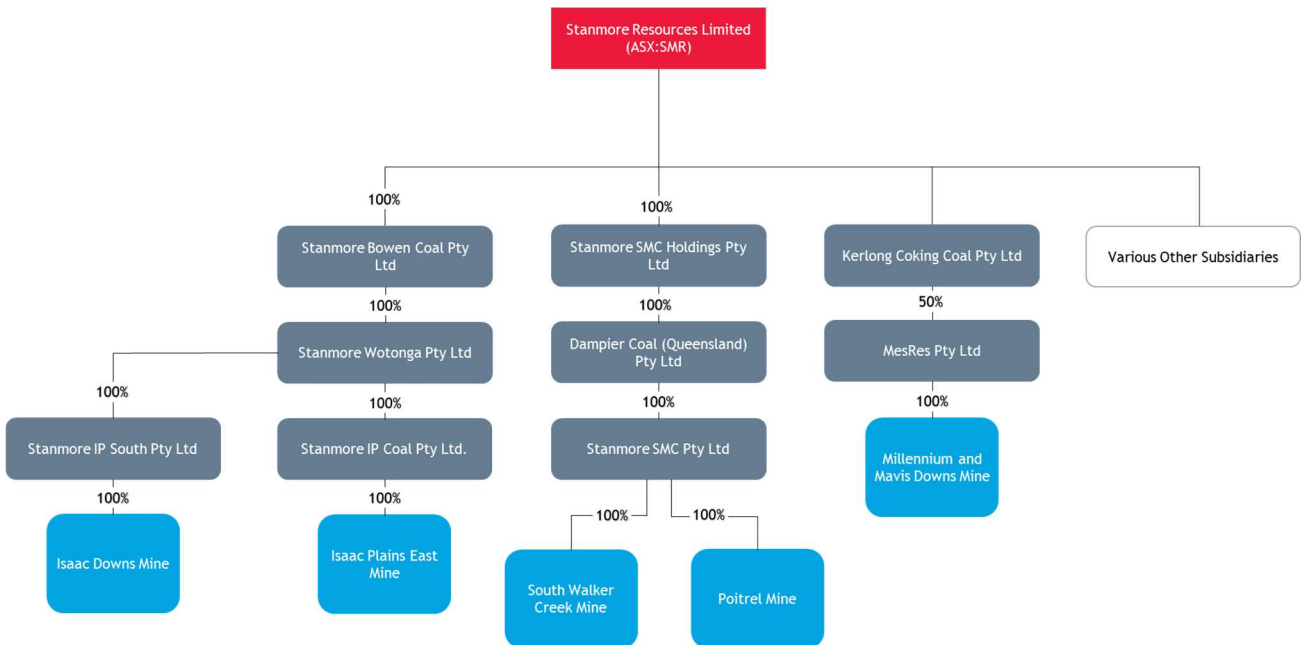 Stanmore Resources Limited
(ASX:SMR)
100%
100%
Stanmore Bowen Coal Pty
Ltd
Stanmore SMC Holdings Pty
Ltd
Kerlong Coking Coal Pty Ltd
Various Other Subsidiaries
100%
100%
50%
Stanmore Wotonga Pty Ltd
Dampier Coal (Queensland)
Pty Ltd
MesRes Pty Ltd
100%
100%
100%
100%
Stanmore IP South Pty Ltd
Stanmore IP Coal Pty Ltd.
Stanmore SMC Pty Ltd
Millennium and
Mavis Downs Mine
100%
100%
100%
100%
Isaac Downs Mine
Isaac Plains East
Mine
South Walker
Creek Mine
Poitrel Mine